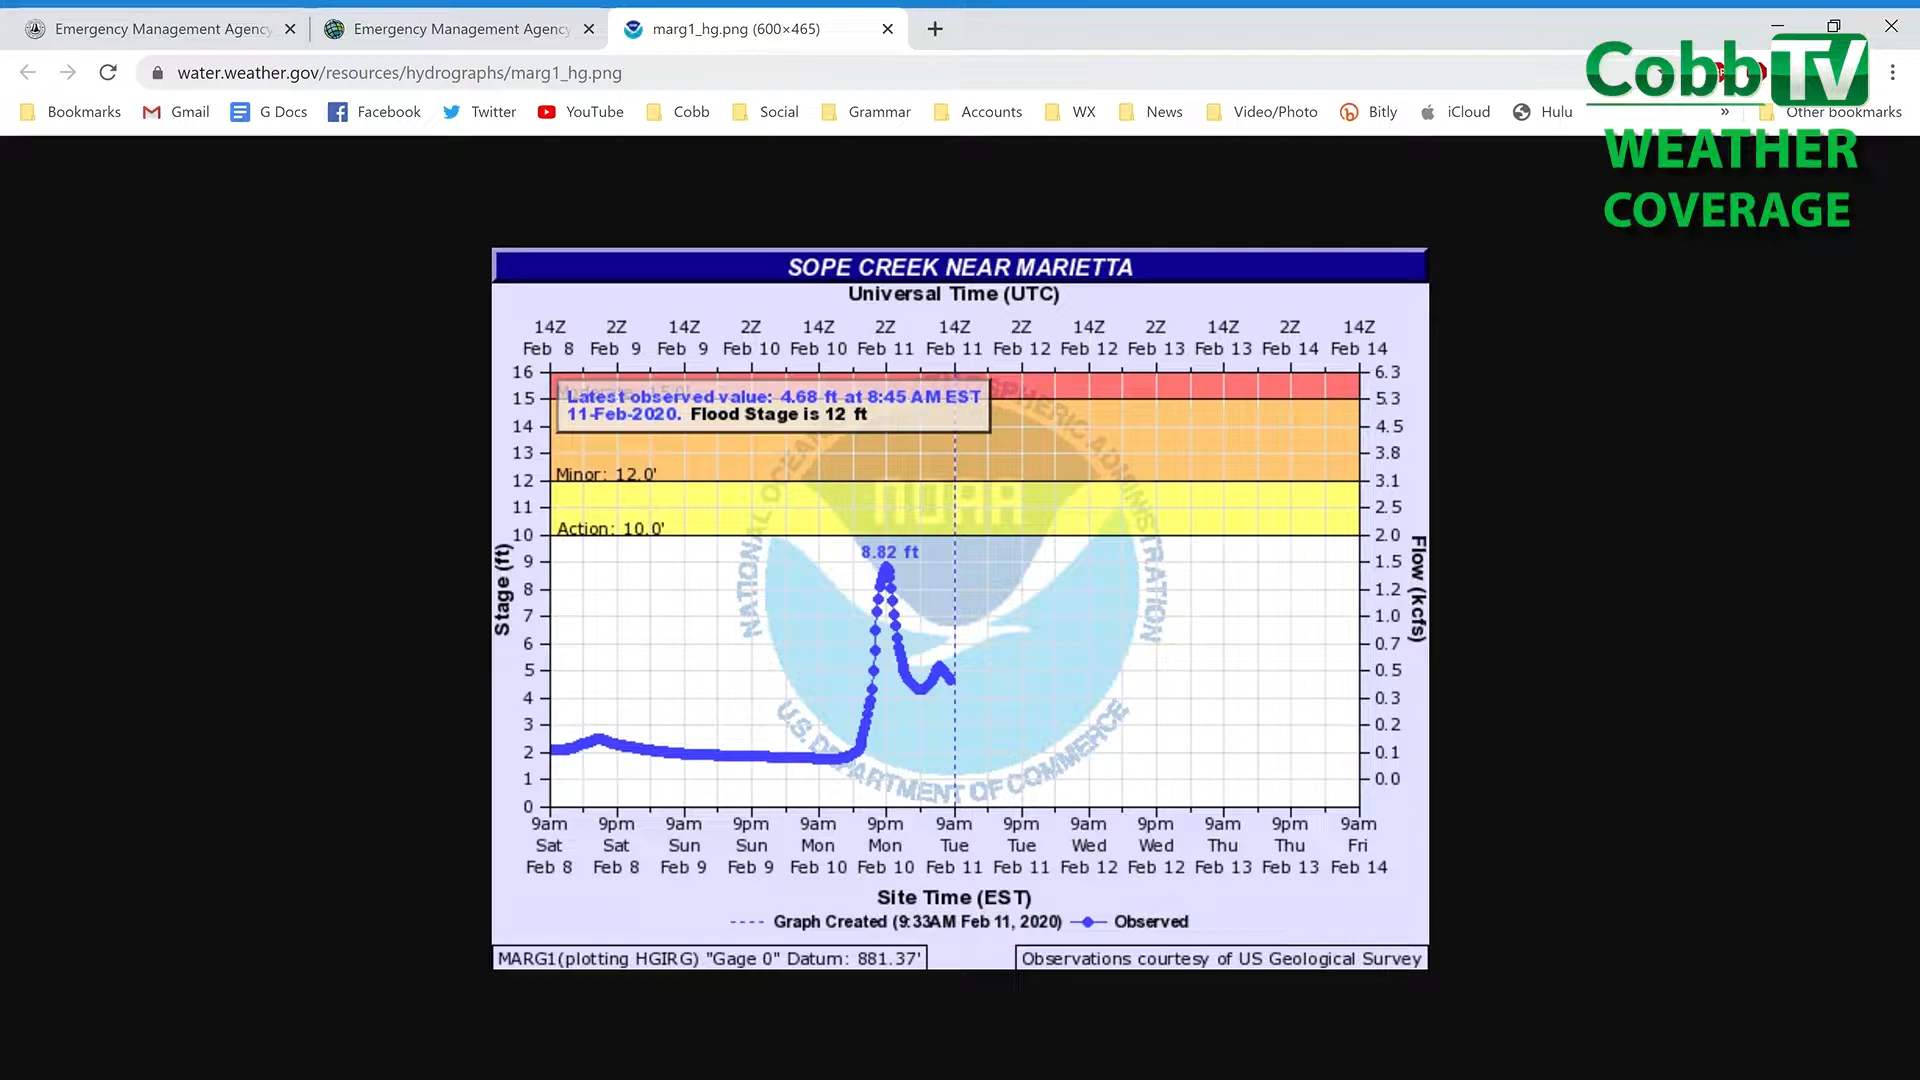 Emergency Management Agency
Emergency Management Agency
marg1_hg.png (600×465)
water.weather.gov/resources/hydrographs/marg1_hg.png
Cobb TV
WEATHER
COVERAGE
Bookmarks Gmail G Docs Facebook Twitter YouTube Cobb Social Grammar Accounts WX News Video/Photo Bitly iCloud Hulu » Other bookmarks
SOPE CREEK NEAR MARIETTA
Universal Time (UTC)
14Z 2Z 14Z 2Z 14Z 2Z 14Z 2Z 14Z 2Z 14Z 2Z 14Z
Feb 8 Feb 9 Feb 9 Feb 10 Feb 10 Feb 11 Feb 11 Feb 12 Feb 12 Feb 13 Feb 13 Feb 14 Feb 14
16 6.3
Latest observed value: 4.68 ft at 8:45 AM EST
11-Feb-2020. Flood Stage is 12 ft
15 5.3
14 4.5
13 3.8
Minor: 12.0'
12 3.1
11 2.5
Action: 10.0'
10 2.0
8.82 ft
9 1.5
8 1.2
7 1.0
6 0.7
5 0.5
4 0.3
3 0.2
2 0.1
1 0.0
0
Stage (ft)
Flow (kcfs)
NOAA
NATIONAL OCEANIC AND ATMOSPHERIC ADMINISTRATION
U.S. DEPARTMENT OF COMMERCE
9am 9pm 9am 9pm 9am 9pm 9am 9pm 9am 9pm 9am 9pm 9am
Sat Sat Sun Sun Mon Mon Tue Tue Wed Wed Thu Thu Fri
Feb 8 Feb 8 Feb 9 Feb 9 Feb 10 Feb 10 Feb 11 Feb 11 Feb 12 Feb 12 Feb 13 Feb 13 Feb 14
Site Time (EST)
Graph Created (9:33AM Feb 11, 2020) Observed
MARG1(plotting HGIRG) "Gage 0" Datum: 881.37'
Observations courtesy of US Geological Survey